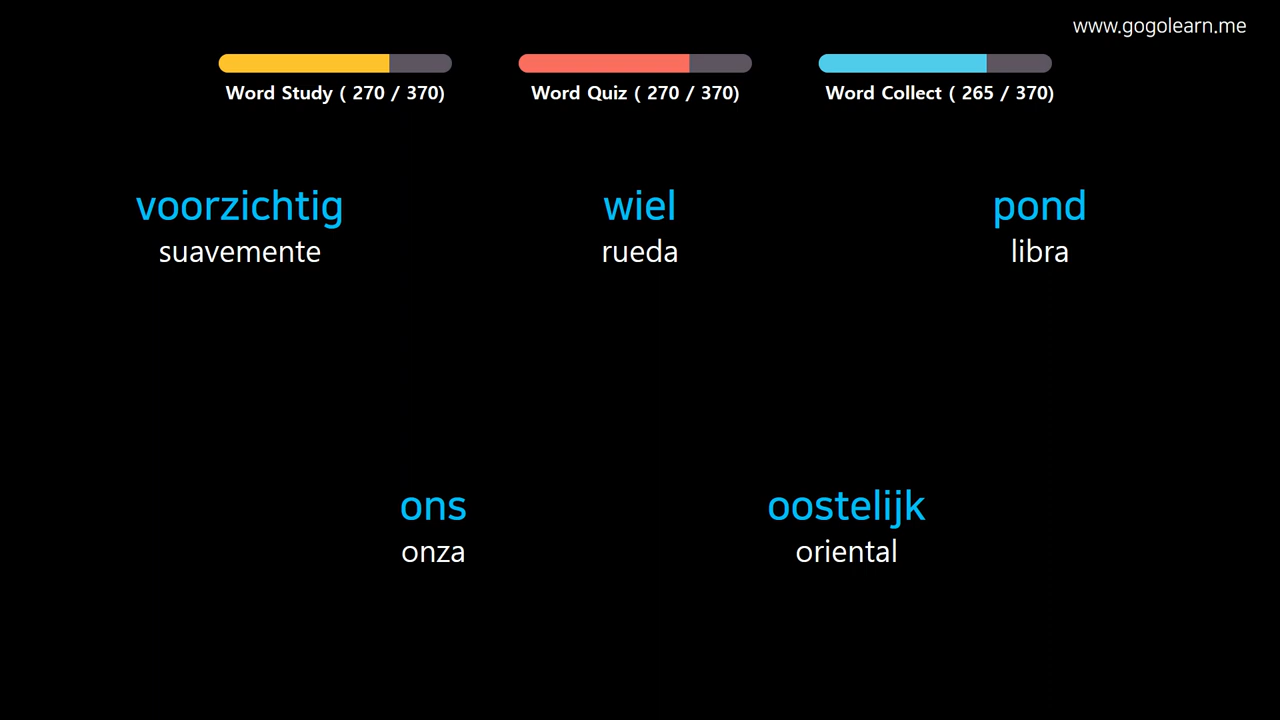 www.gogolearn.me
Word Study ( 270 / 370)
Word Quiz ( 270 / 370)
Word Collect ( 265 / 370)
voorzichtig
suavemente
wiel
rueda
pond
libra
ons
onza
oostelijk
oriental